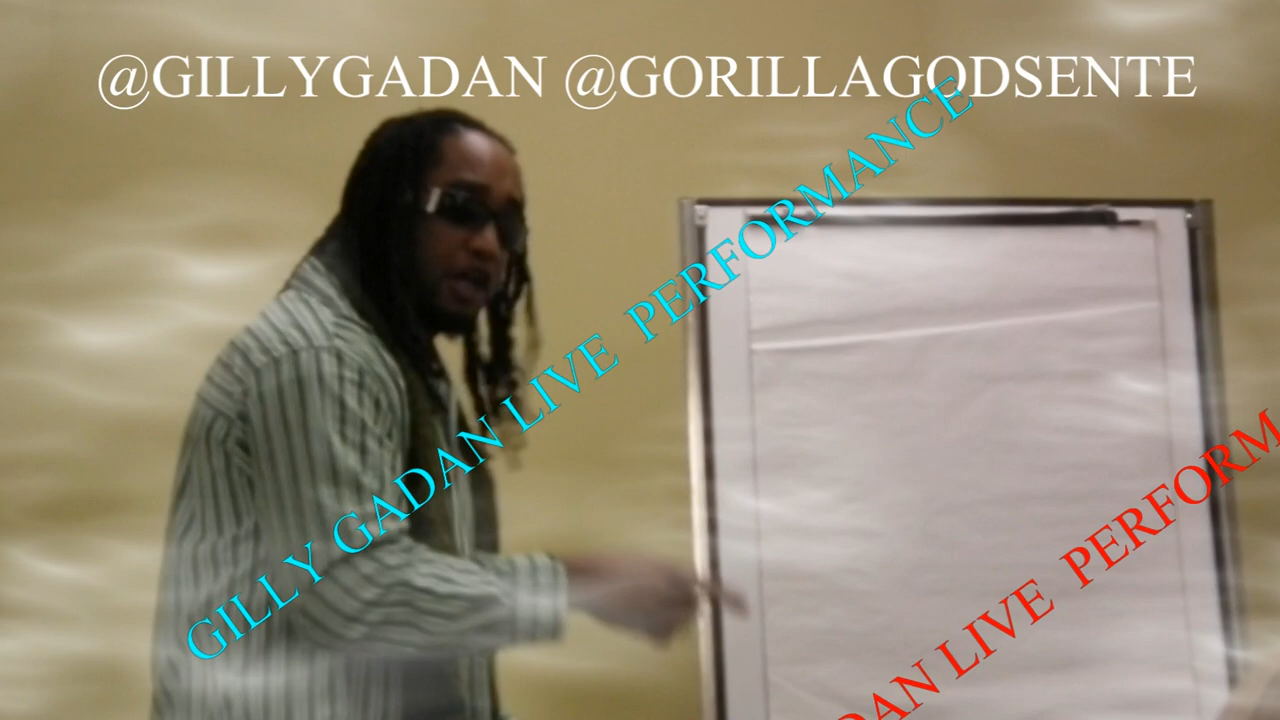 @GILLYGADAN @GORILLAGODSENTE
GILLY GADAN LIVE PERFORMANCE
DAN LIVE PERFORM